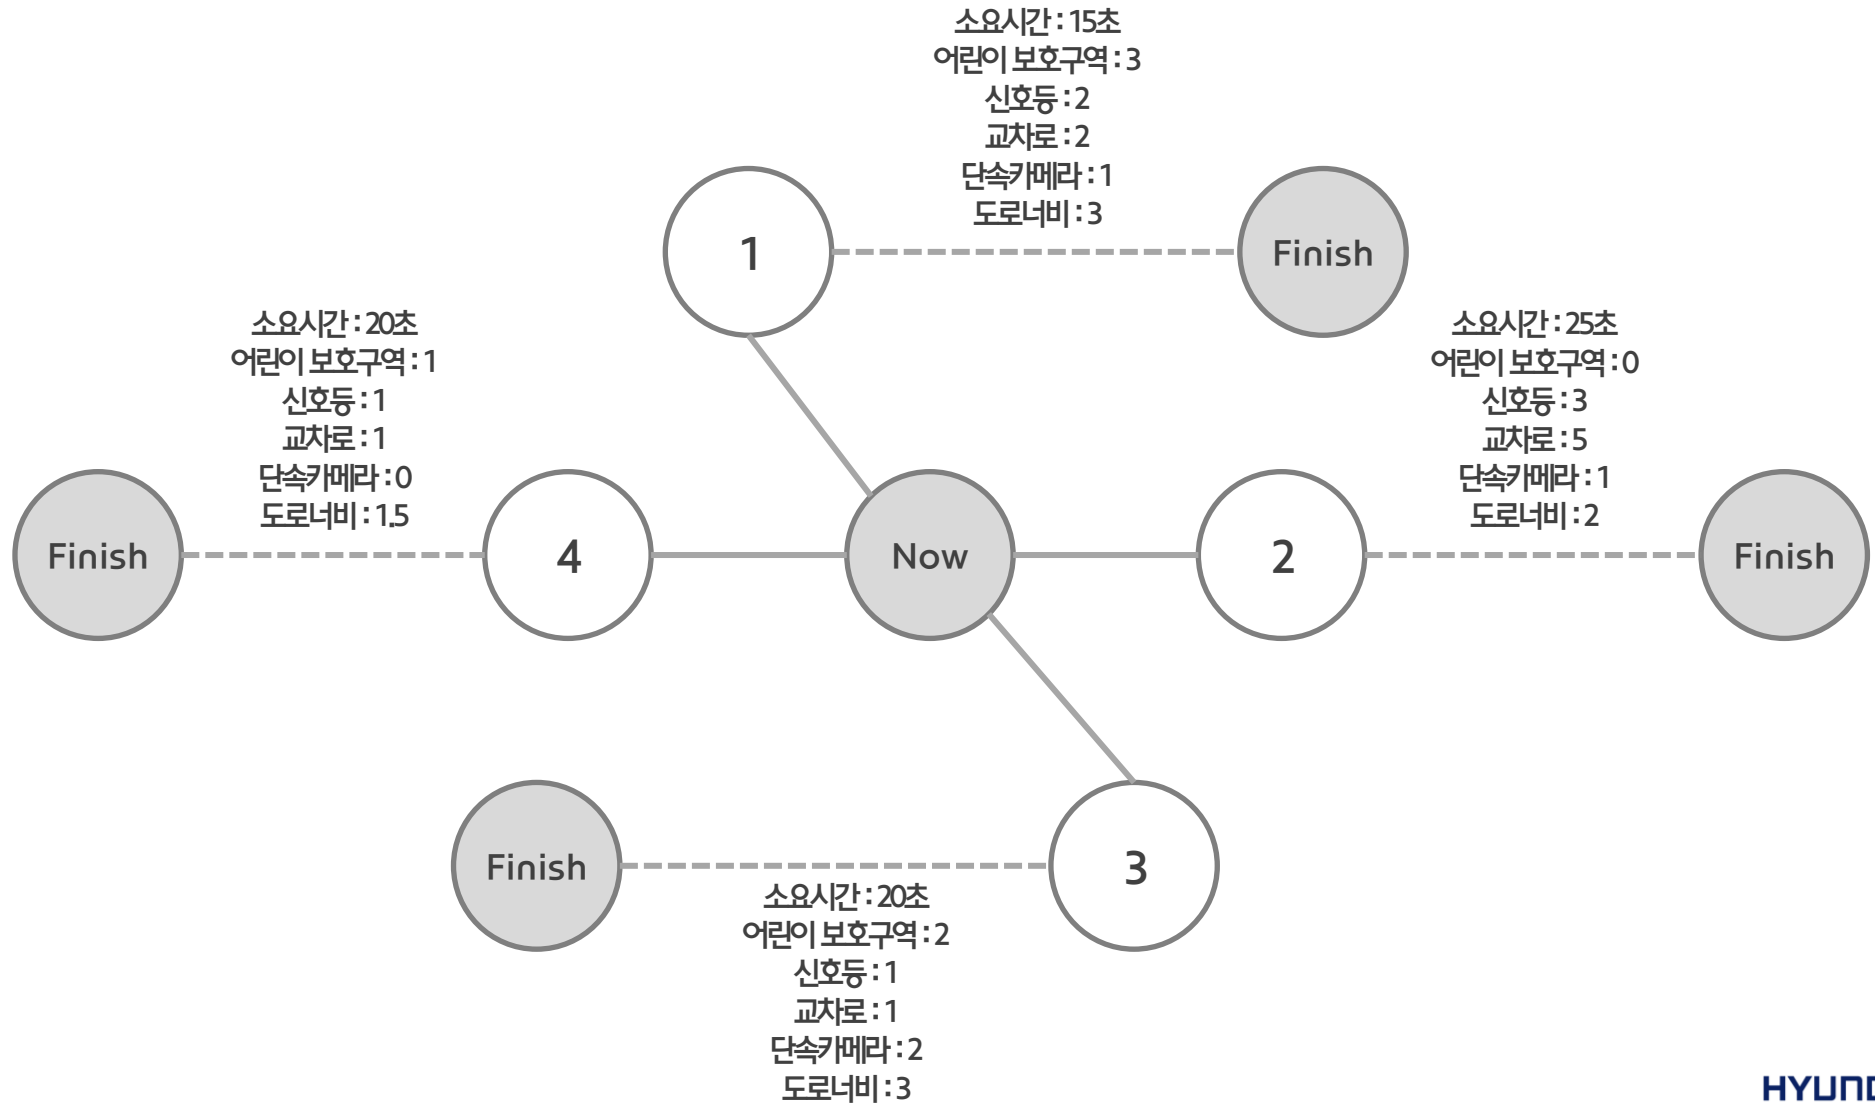 소요시간 : 15초
어린이 보호구역 : 3
신호등 : 2
교차로 : 2
단속카메라 : 1
도로너비 : 3
1
Finish
소요시간 : 20초
어린이 보호구역 : 1
신호등 : 1
교차로 : 1
단속카메라 : 0
도로너비 : 1.5
소요시간 : 25초
어린이 보호구역 : 0
신호등 : 3
교차로 : 5
단속카메라 : 1
도로너비 : 2
Finish
4
Now
2
Finish
Finish
3
소요시간 : 20초
어린이 보호구역 : 2
신호등 : 1
교차로 : 1
단속카메라 : 2
도로너비 : 3